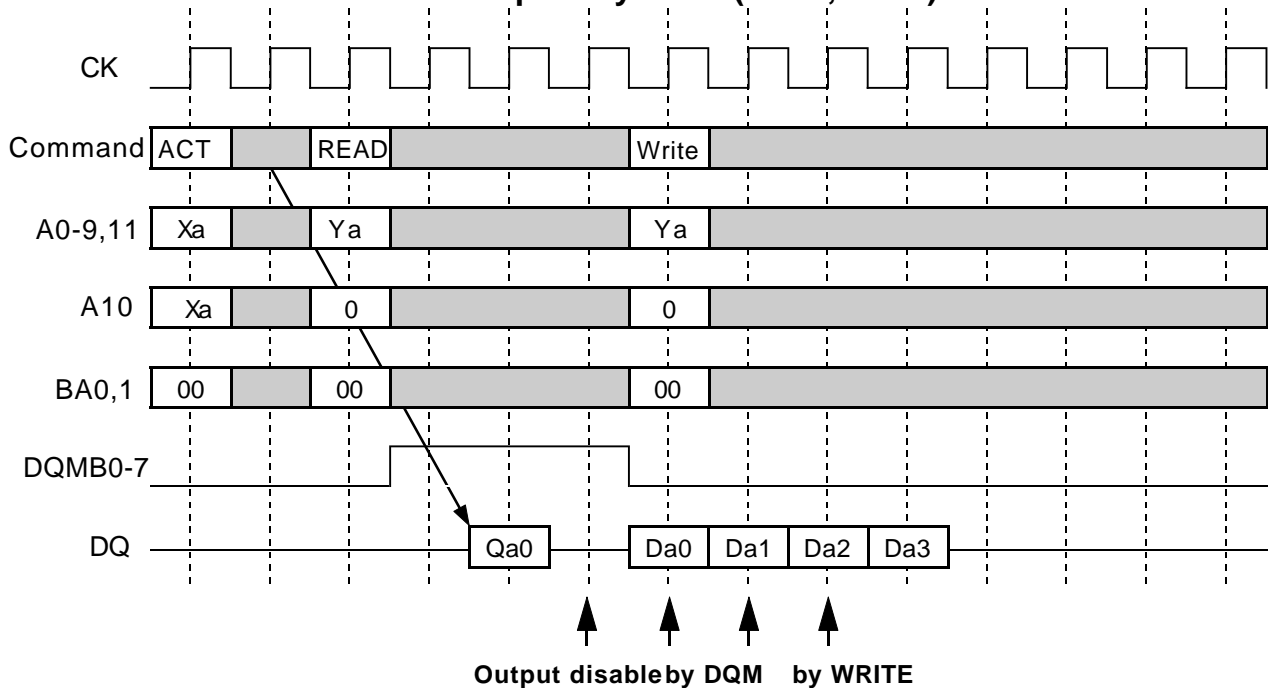 CK
Command ACT READ Write
A0-9,11 Xa Ya Ya
A10 Xa 0 0
BA0,1 00 00 00
DQMB0-7
DQ Qa0 Da0 Da1 Da2 Da3
Output disable by DQM by WRITE